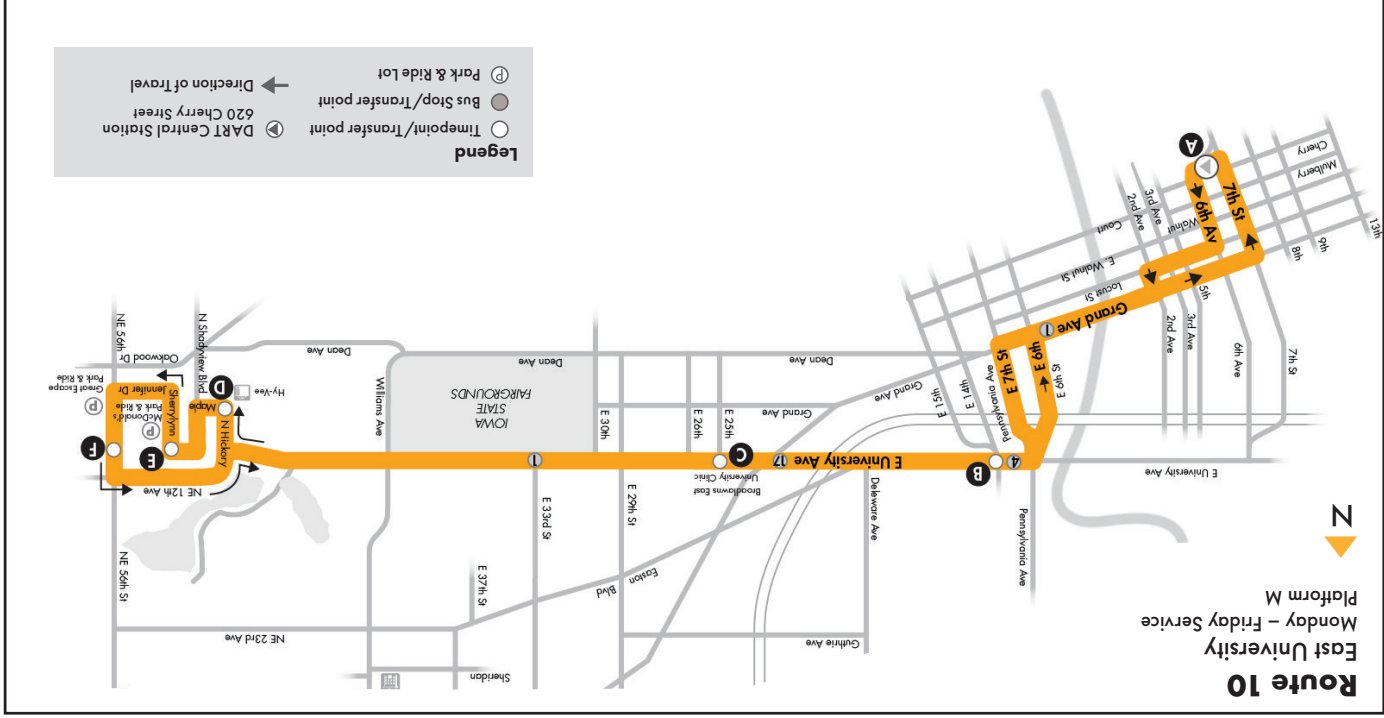 Route 10
East University
Monday – Friday Service
Platform M
N
Sheridan
Guthrie Ave
NE 23rd Ave
Easton
Blvd
E 37th St
Pennsylvania Ave
Deleware Ave
E 29th St
E 33rd St
NE 56th St
E University Ave
4
B
E University Ave
17
C
Broadlawns East
University Clinic
1
NE 12th Ave
N Hickory
F
E
D
McDonald's
Park & Ride
P
Great Escape
Park & Ride
P
Sherrylynn
Maple
Jennifer Dr
Hy-Vee
Oakwood
Dr
N Shadyview Blvd
NE 56th
Dean Ave
Williams Ave
IOWA
STATE
FAIRGROUNDS
Dean Ave
E 30th
E 26th
E 25th
Grand Ave
Dean Ave
Grand Ave
E 15th
E 14th
Pennsylvania Ave
E 7th St
E 6th
E 6th St
Grand Ave
1
2nd Ave
3rd Ave
5th
6th Ave
7th St
Locust St
E. Walnut St
Walnut
Court
2nd Ave
3rd Ave
6th Av
7th St
8th
9th
13th
Mulberry
Cherry
A
Legend
Timepoint/Transfer point
Bus Stop/Transfer point
P Park & Ride Lot
DART Central Station
620 Cherry Street
Direction of Travel